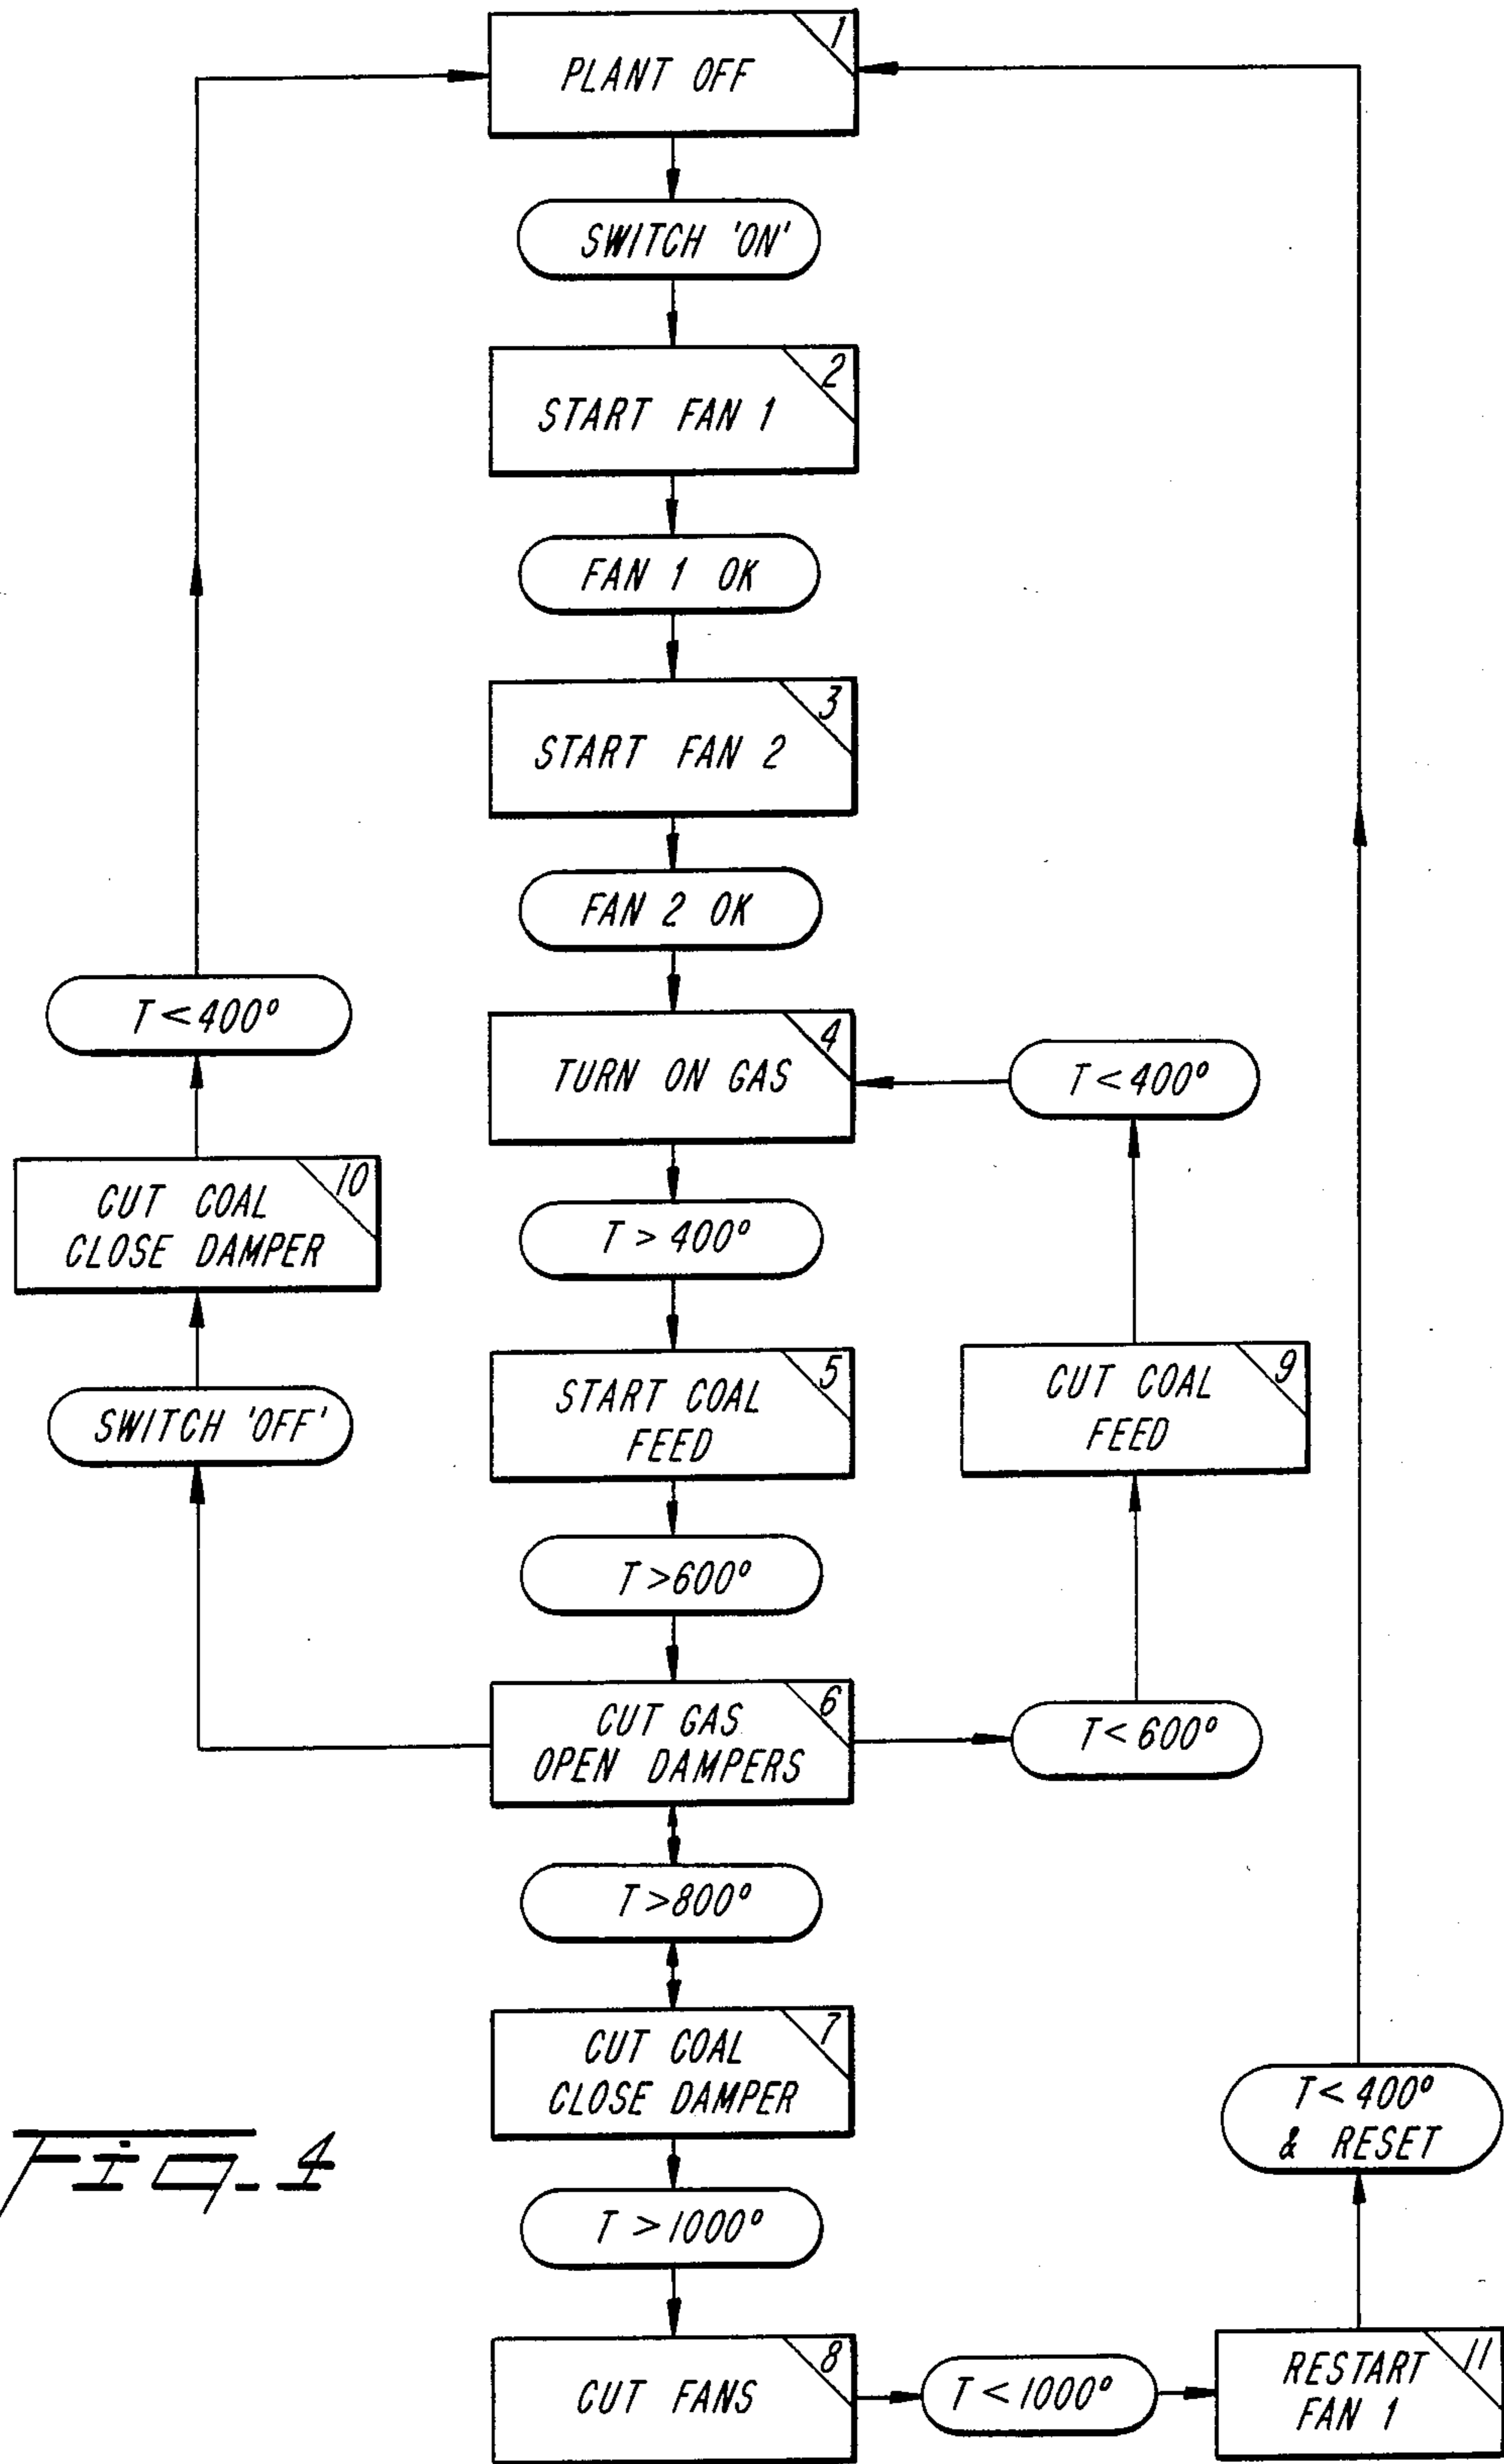 1
PLANT OFF
SWITCH 'ON'
2
START FAN 1
FAN 1 OK
3
START FAN 2
FAN 2 OK
T<400°
4
TURN ON GAS
T<400°
10
CUT COAL
CLOSE DAMPER
T > 400°
5
START COAL
FEED
9
CUT COAL
FEED
SWITCH 'OFF'
T>600°
6
CUT GAS
OPEN DAMPERS
T< 600°
T>800°
7
CUT COAL
CLOSE DAMPER
T< 400°
& RESET
Fig. 4
T >1000°
8
CUT FANS
T < 1000°
11
RESTART
FAN 1